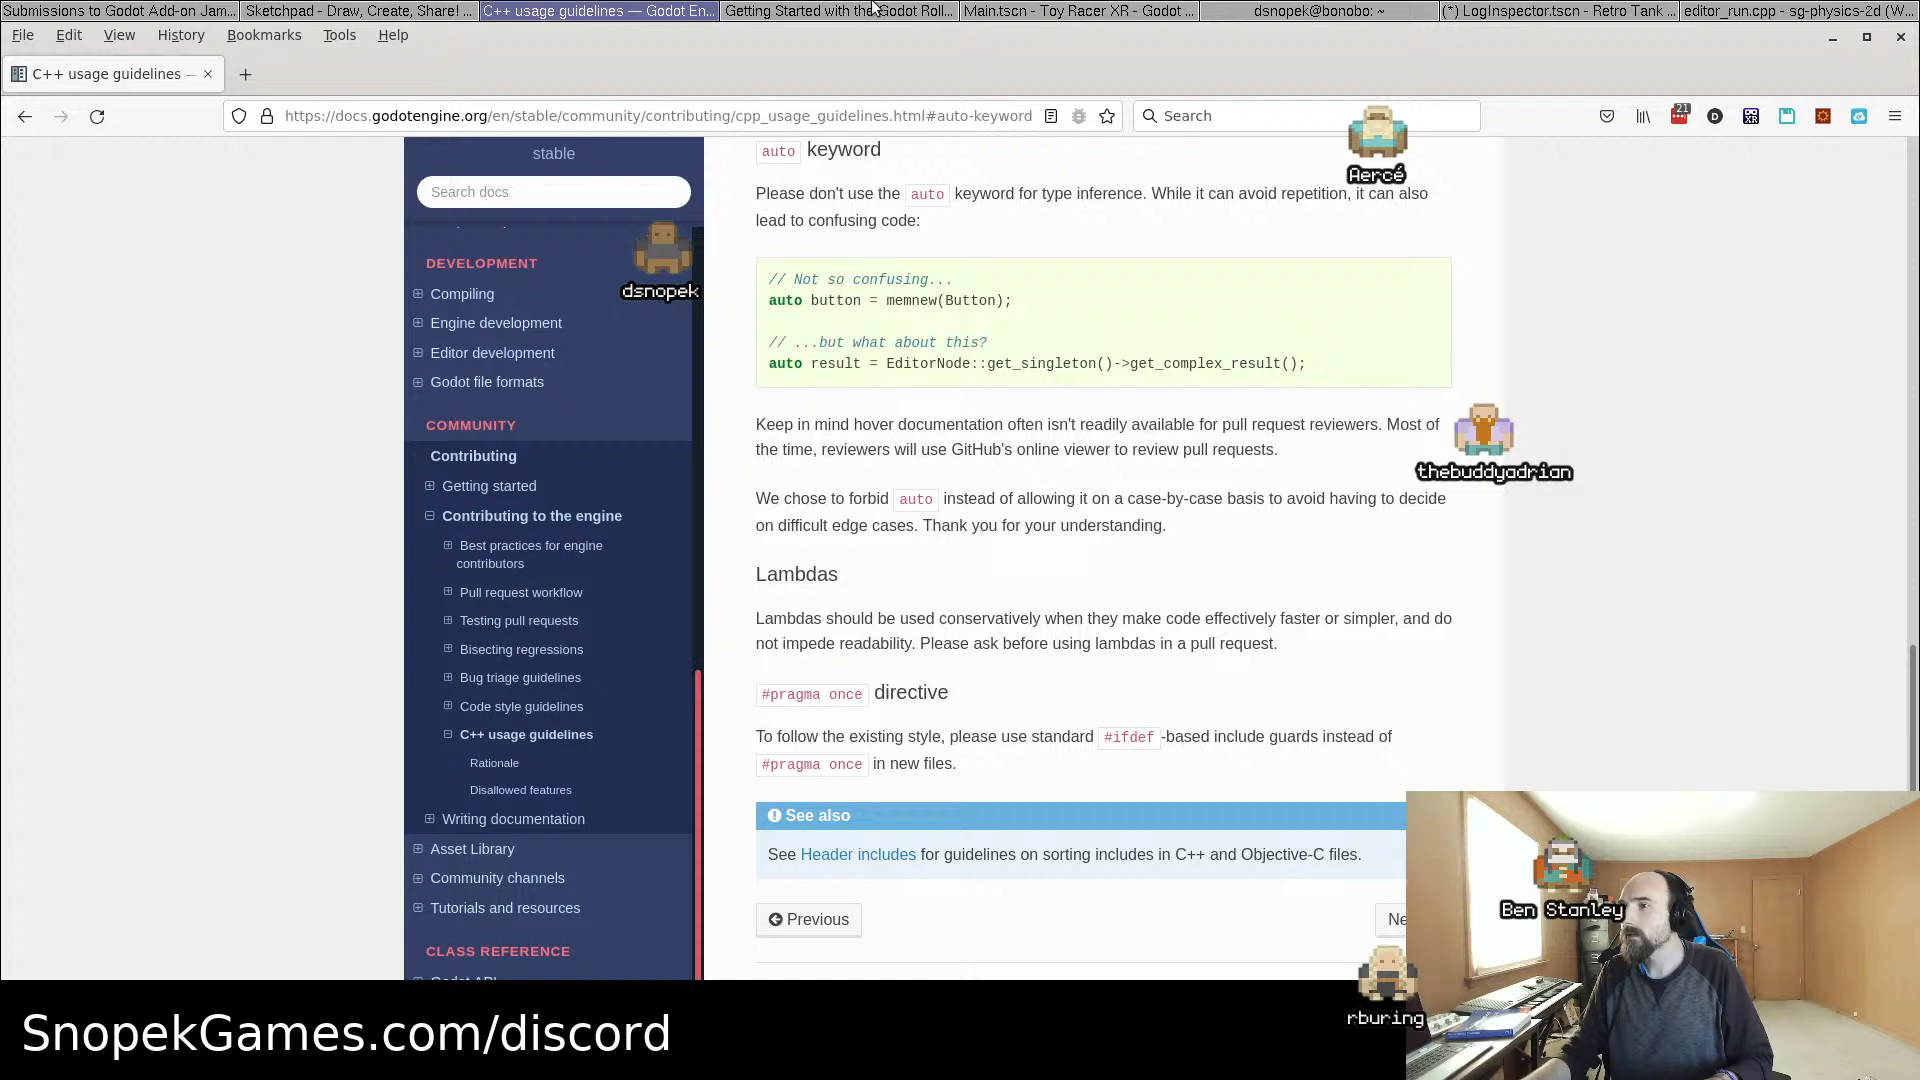 Submissions to Godot Add-on Jam...
Sketchpad - Draw, Create, Share! ...
C++ usage guidelines — Godot En...
Getting Started with the Godot Roll...
Main.tscn - Toy Racer XR - Godot ...
dsnopek@bonobo: ~
(*) LogInspector.tscn - Retro Tank ...
editor_run.cpp - sg-physics-2d (W...
File Edit View History Bookmarks Tools Help
C++ usage guidelines —
https://docs.godotengine.org/en/stable/community/contributing/cpp_usage_guidelines.html#auto-keyword
Search
21
stable
Search docs
DEVELOPMENT
Compiling
Engine development
Editor development
Godot file formats
COMMUNITY
Contributing
Getting started
Contributing to the engine
Best practices for engine
contributors
Pull request workflow
Testing pull requests
Bisecting regressions
Bug triage guidelines
Code style guidelines
C++ usage guidelines
Rationale
Disallowed features
Writing documentation
Asset Library
Community channels
Tutorials and resources
CLASS REFERENCE
Godot API
auto keyword
Please don't use the auto keyword for type inference. While it can avoid repetition, it can also
lead to confusing code:
// Not so confusing...
auto button = memnew(Button);
// ...but what about this?
auto result = EditorNode::get_singleton()->get_complex_result();
Keep in mind hover documentation often isn't readily available for pull request reviewers. Most of
the time, reviewers will use GitHub's online viewer to review pull requests.
We chose to forbid auto instead of allowing it on a case-by-case basis to avoid having to decide
on difficult edge cases. Thank you for your understanding.
Lambdas
Lambdas should be used conservatively when they make code effectively faster or simpler, and do
not impede readability. Please ask before using lambdas in a pull request.
#pragma once directive
To follow the existing style, please use standard #ifdef-based include guards instead of
#pragma once in new files.
See also
See Header includes for guidelines on sorting includes in C++ and Objective-C files.
Previous
Ne
Aercé
dsnopek
thebuddyadrian
Ben Stanley
rburing
SnopekGames.com/discord